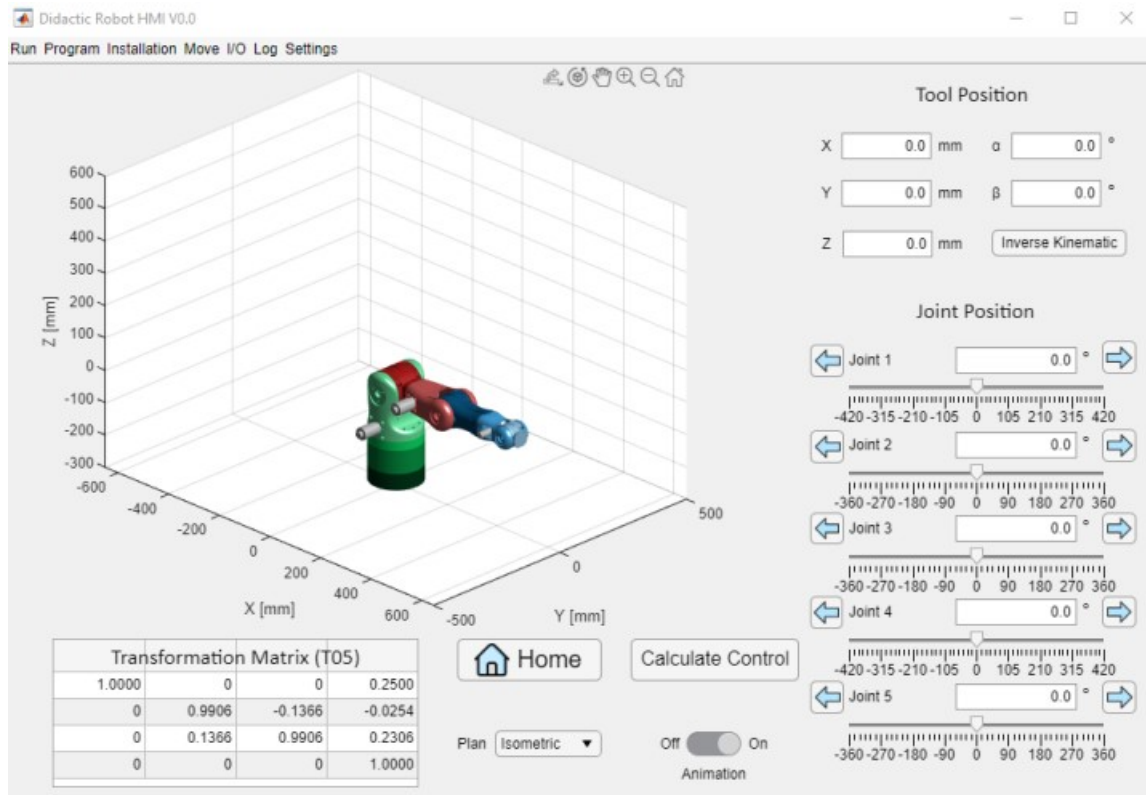 Didactic Robot HMI V0.0
Run Program Installation Move I/O Log Settings
600
500
400
300
200
100
0
-100
-200
-300
Z [mm]
-600
-400
-200
0
200
400
600
X [mm]
-500
0
500
Y [mm]
Tool Position
X 0.0 mm α 0.0 °
Y 0.0 mm β 0.0 °
Z 0.0 mm Inverse Kinematic
Joint Position
Joint 1 0.0 °
-420 -315 -210 -105 0 105 210 315 420
Joint 2 0.0 °
-360 -270 -180 -90 0 90 180 270 360
Joint 3 0.0 °
-360 -270 -180 -90 0 90 180 270 360
Joint 4 0.0 °
-420 -315 -210 -105 0 105 210 315 420
Joint 5 0.0 °
-360 -270 -180 -90 0 90 180 270 360
Transformation Matrix (T05)
1.0000 0 0 0.2500
0 0.9906 -0.1366 -0.0254
0 0.1366 0.9906 0.2306
0 0 0 1.0000
Home
Calculate Control
Plan Isometric
Off On
Animation